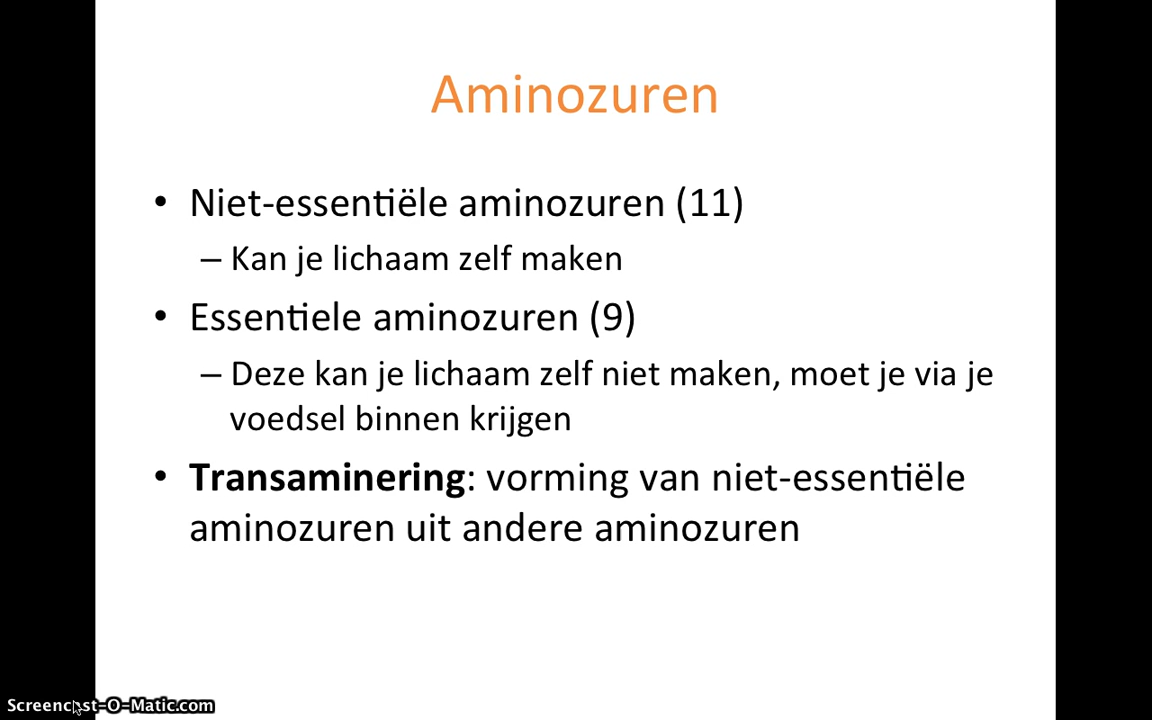 Aminozuren
• Niet-essentiële aminozuren (11)
– Kan je lichaam zelf maken
• Essentiele aminozuren (9)
– Deze kan je lichaam zelf niet maken, moet je via je
voedsel binnen krijgen
• Transaminering: vorming van niet-essentiële
aminozuren uit andere aminozuren
Screencast-O-Matic.com